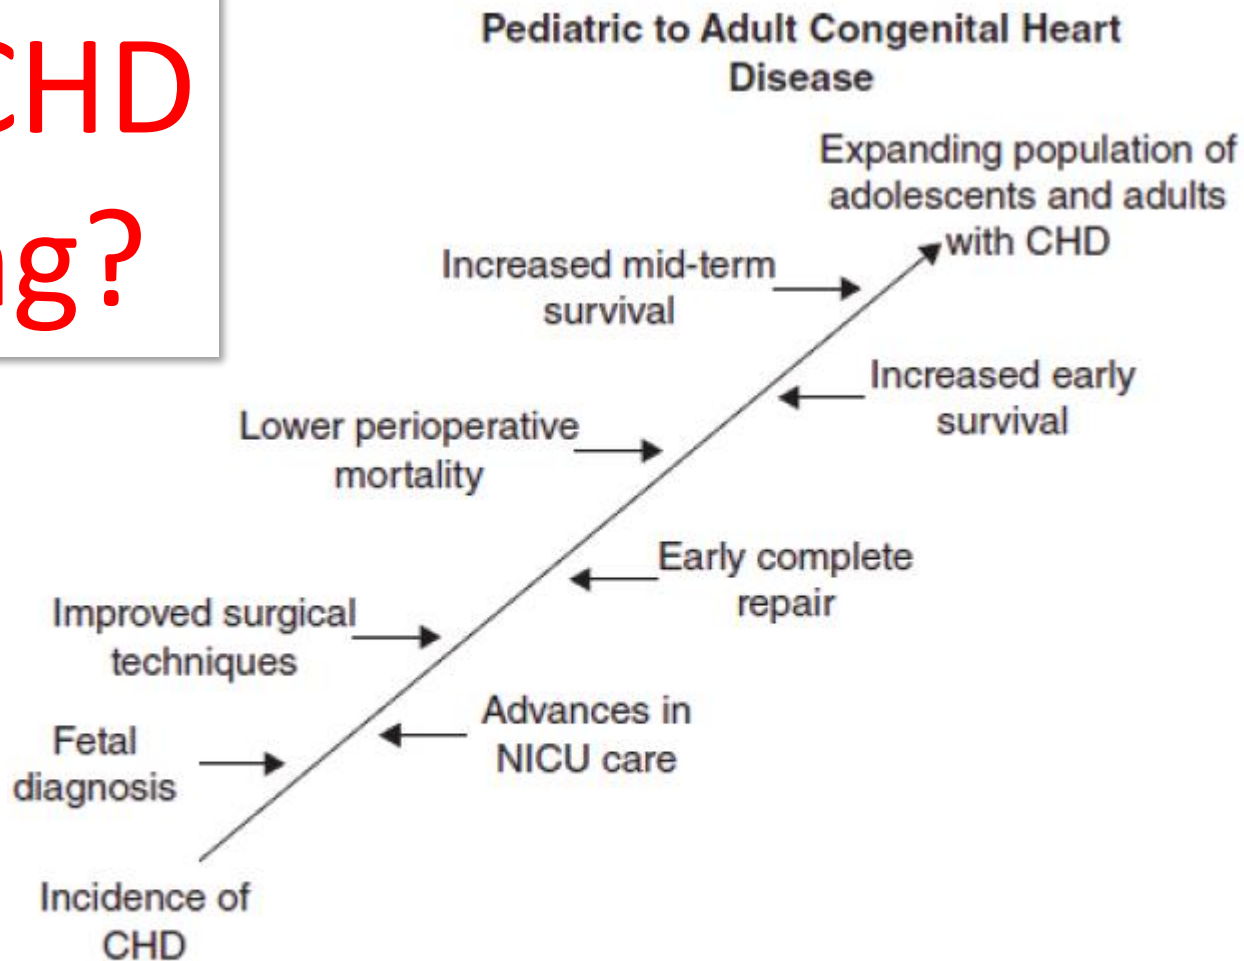 CHD
g?
Pediatric to Adult Congenital Heart
Disease
Expanding population of
adolescents and adults
with CHD
Increased mid-term
survival
Increased early
survival
Lower perioperative
mortality
Early complete
repair
Improved surgical
techniques
Advances in
NICU care
Fetal
diagnosis
Incidence of
CHD